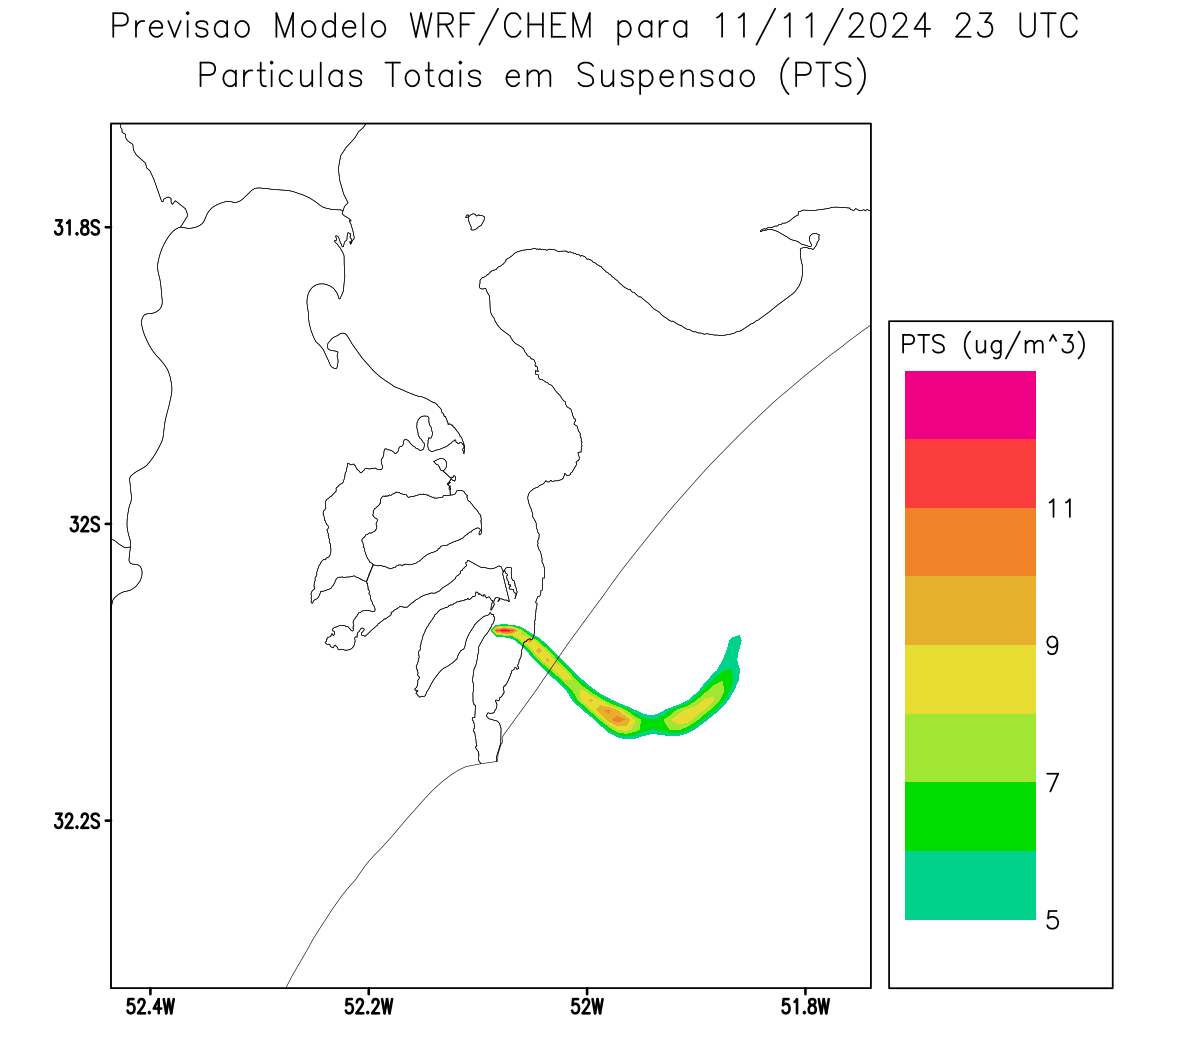 Previsao Modelo WRF/CHEM para 11/11/2024 23 UTC
Particulas Totais em Suspensao (PTS)
31.8S
32S
32.2S
52.4W 52.2W 52W 51.8W
PTS (ug/m^3)
11
9
7
5